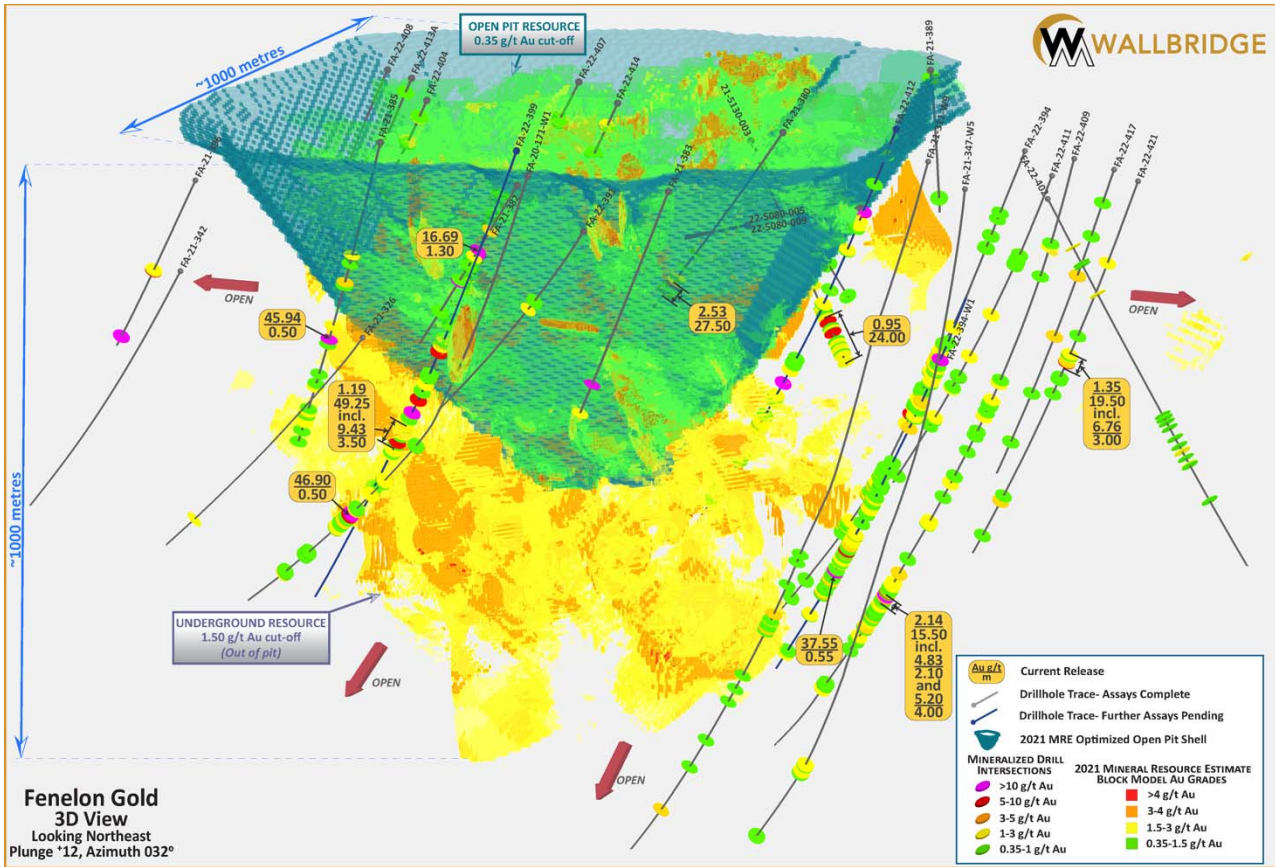 WALLBRIDGE
OPEN PIT RESOURCE
0.35 g/t Au cut-off
~1000 metres
~1000 metres
FA-22-408
FA-22-413A
FA-22-404
FA-21-385
FA-22-407
FA-22-414
FA-22-399
FA-20-171-W1
FA-21-387
FA-22-393
FA-21-383
21-5130-003
FA-21-380
FA-22-412
FA-21-389
FA-21-347-W5
FA-22-394
FA-22-411
FA-22-409
FA-22-417
FA-22-421
FA-21-342
FA-21-326
22-5080-005
22-5080-009
FA-22-394-W1
OPEN
OPEN
OPEN
OPEN
16.69
1.30
45.94
0.50
1.19
49.25
incl.
9.43
3.50
46.90
0.50
2.53
27.50
0.95
24.00
1.35
19.50
incl.
6.76
3.00
37.55
0.55
2.14
15.50
incl.
4.83
2.10
and
5.20
4.00
UNDERGROUND RESOURCE
1.50 g/t Au cut-off
(Out of pit)
Fenelon Gold
3D View
Looking Northeast
Plunge +12, Azimuth 032°
Au g/t
m
Current Release
Drillhole Trace- Assays Complete
Drillhole Trace- Further Assays Pending
2021 MRE Optimized Open Pit Shell
MINERALIZED DRILL
INTERSECTIONS
>10 g/t Au
5-10 g/t Au
3-5 g/t Au
1-3 g/t Au
0.35-1 g/t Au
2021 MINERAL RESOURCE ESTIMATE
BLOCK MODEL AU GRADES
>4 g/t Au
3-4 g/t Au
1.5-3 g/t Au
0.35-1.5 g/t Au